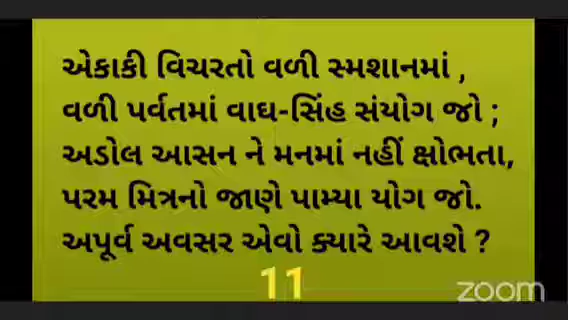 એકાકી વિચરતો વળી સ્મશાનમાં ,
વળી પર્વતમાં વાઘ-સિંહ સંયોગ જો ;
અડોલ આસન ને મનમાં નહીં ક્ષોભતા,
પરમ મિત્રનો જાણે પામ્યા યોગ જો.
અપૂર્વ અવસર એવો ક્યારે આવશે ?
11
zoom